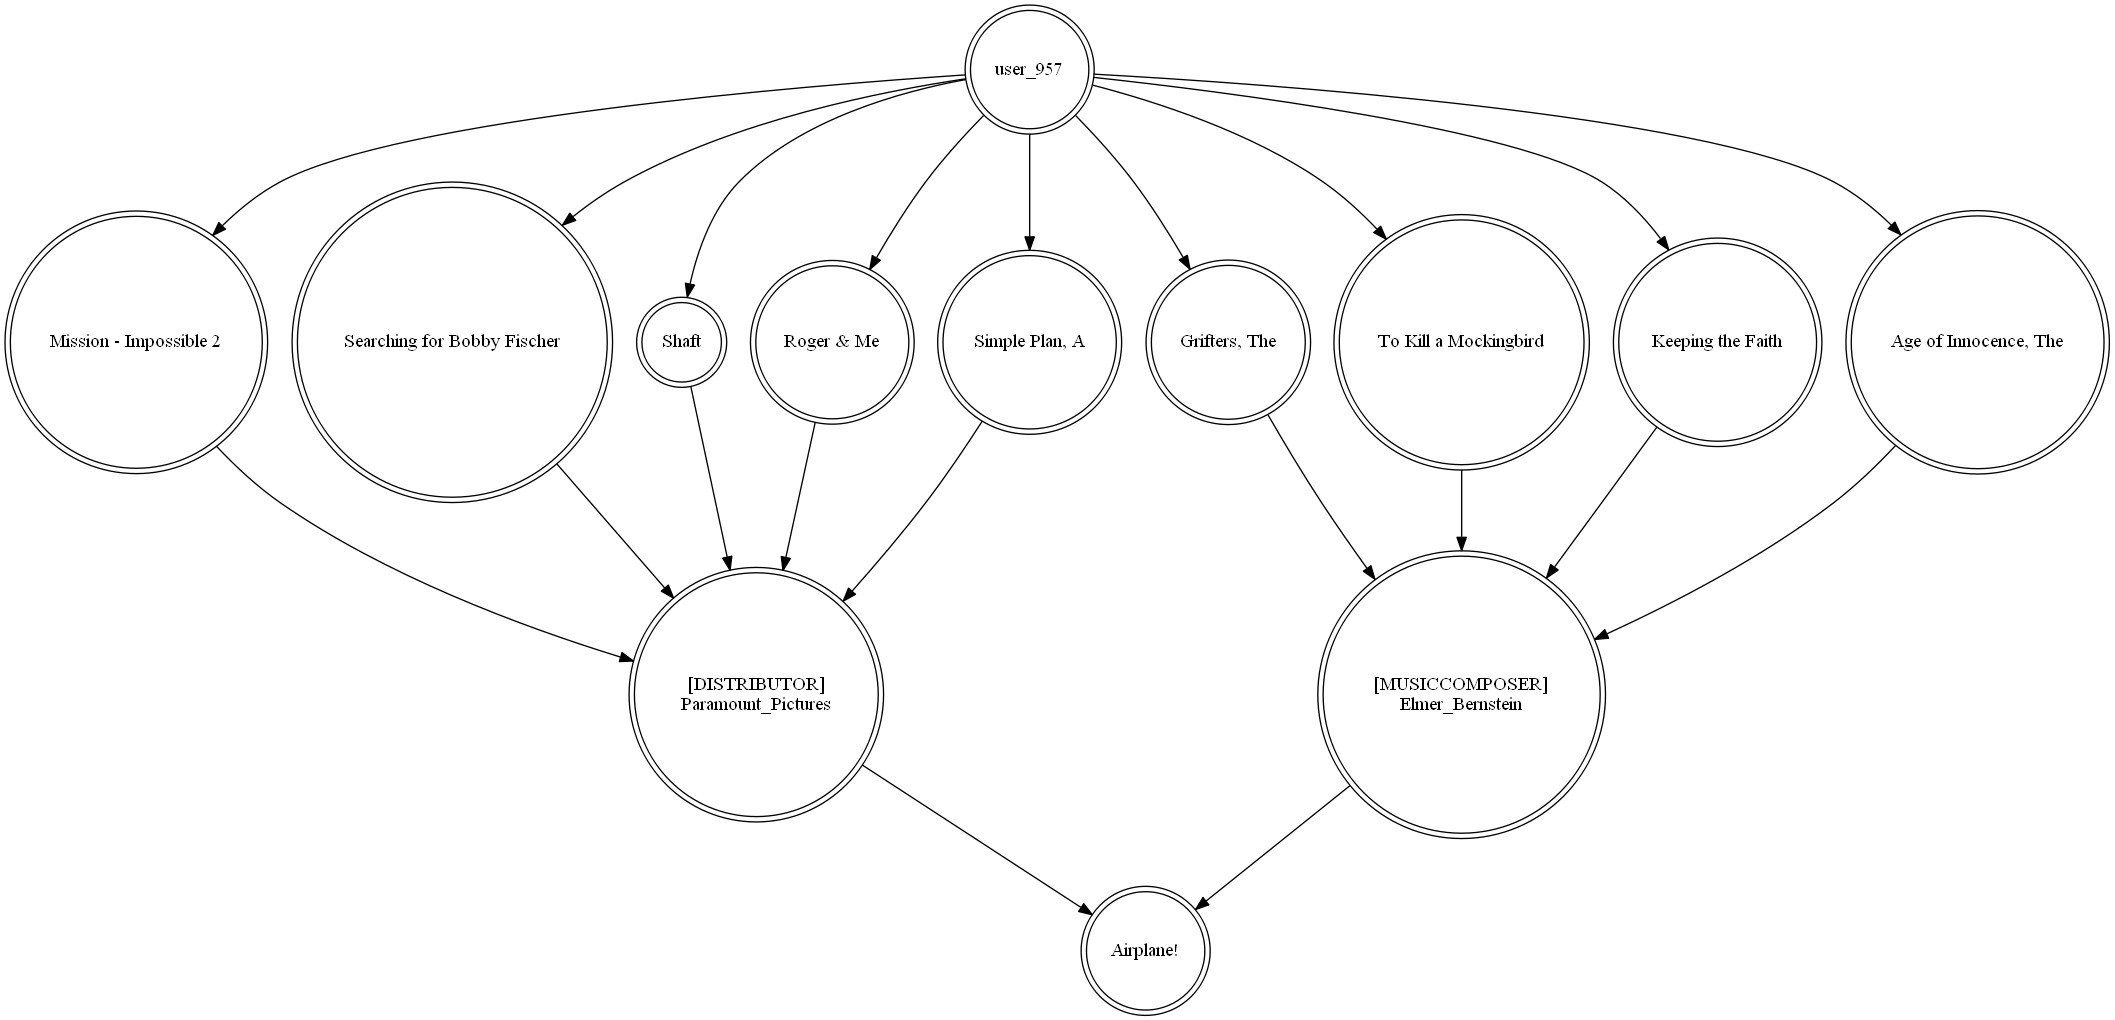 user_957
Mission - Impossible 2
Searching for Bobby Fischer
Shaft
Roger & Me
Simple Plan, A
Grifters, The
To Kill a Mockingbird
Keeping the Faith
Age of Innocence, The
[DISTRIBUTOR]
Paramount_Pictures
[MUSICCOMPOSER]
Elmer_Bernstein
Airplane!